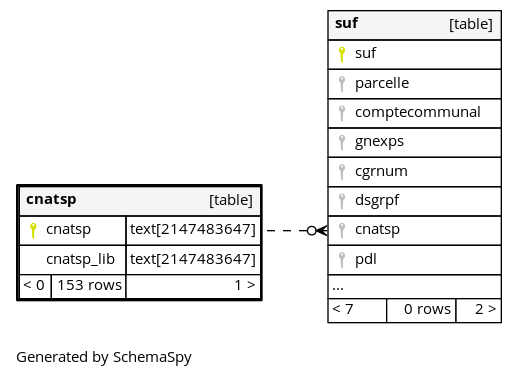 suf [table]
suf
parcelle
comptecommunal
gnexps
cgrnum
dsgrpf
cnatsp
pdl
...
< 7 0 rows 2 >
cnatsp [table]
cnatsp text[2147483647]
cnatsp_lib text[2147483647]
< 0 153 rows 1 >
Generated by SchemaSpy